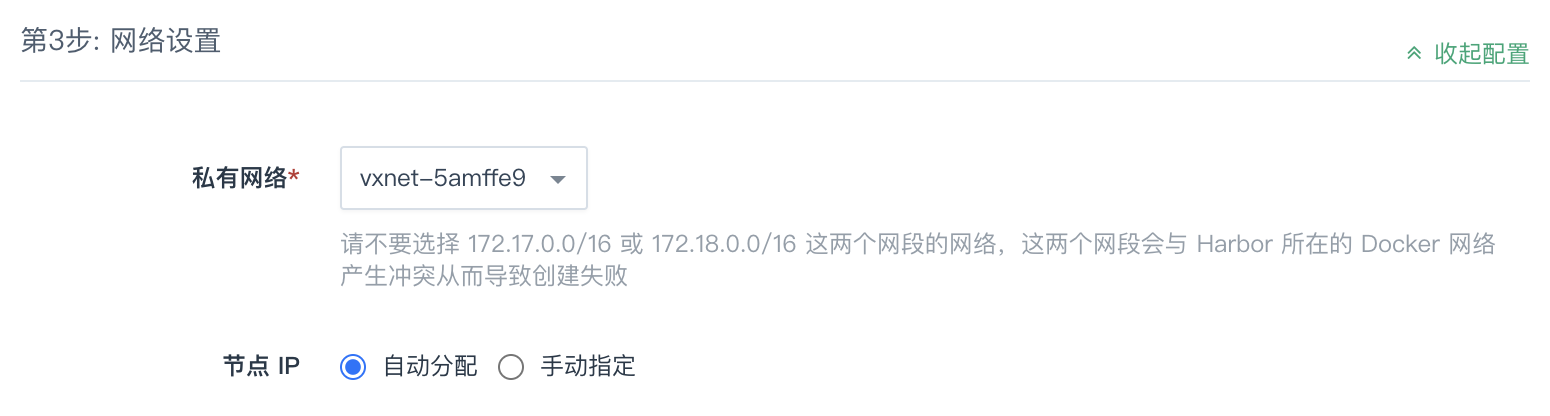 第3步: 网络设置
收起配置
私有网络*
vxnet-5amffe9
请不要选择 172.17.0.0/16 或 172.18.0.0/16 这两个网段的网络，这两个网段会与 Harbor 所在的 Docker 网络
产生冲突从而导致创建失败
节点 IP 自动分配 手动指定